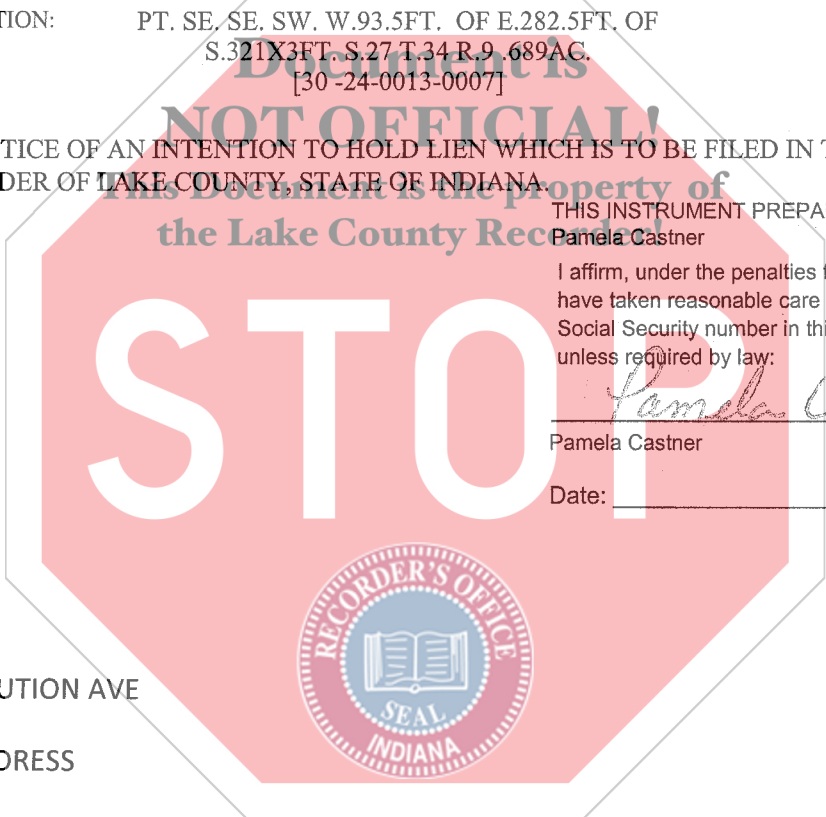 TION: PT. SE. SE. SW. W.93.5FT. OF E.282.5FT. OF
S.321X3FT. S.27 T.34 R.9 .689AC.
[30 -24-0013-0007]
Document is
NOT OFFICIAL!
This Document is the property of
the Lake County Recorder!
TICE OF AN INTENTION TO HOLD LIEN WHICH IS TO BE FILED IN T
DER OF LAKE COUNTY, STATE OF INDIANA.
THIS INSTRUMENT PREPA
Pamela Castner
I affirm, under the penalties f
have taken reasonable care
Social Security number in thi
unless required by law:
Pamela C
Pamela Castner
Date:
STOP
RECORDER'S OFFICE
SEAL
INDIANA
UTION AVE
DRESS